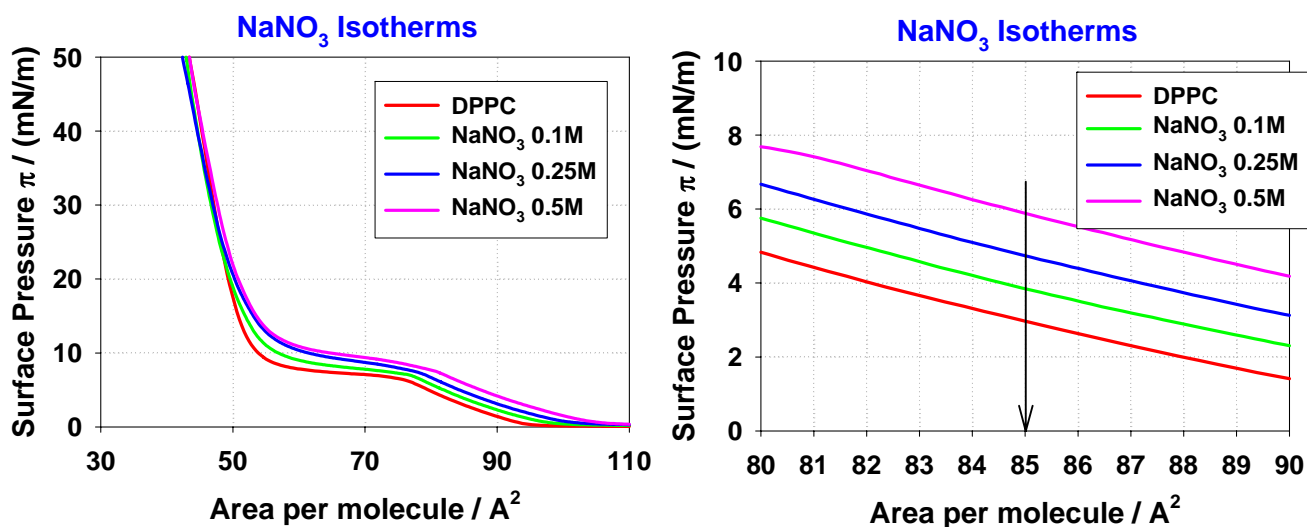 NaNO₃ Isotherms
Surface Pressure π / (mN/m)
50
40
30
20
10
0
DPPC
NaNO₃ 0.1M
NaNO₃ 0.25M
NaNO₃ 0.5M
30 50 70 90 110
Area per molecule / A²
NaNO₃ Isotherms
Surface Pressure π / (mN/m)
10
8
6
4
2
0
DPPC
NaNO₃ 0.1M
NaNO₃ 0.25M
NaNO₃ 0.5M
80 81 82 83 84 85 86 87 88 89 90
Area per molecule / A²